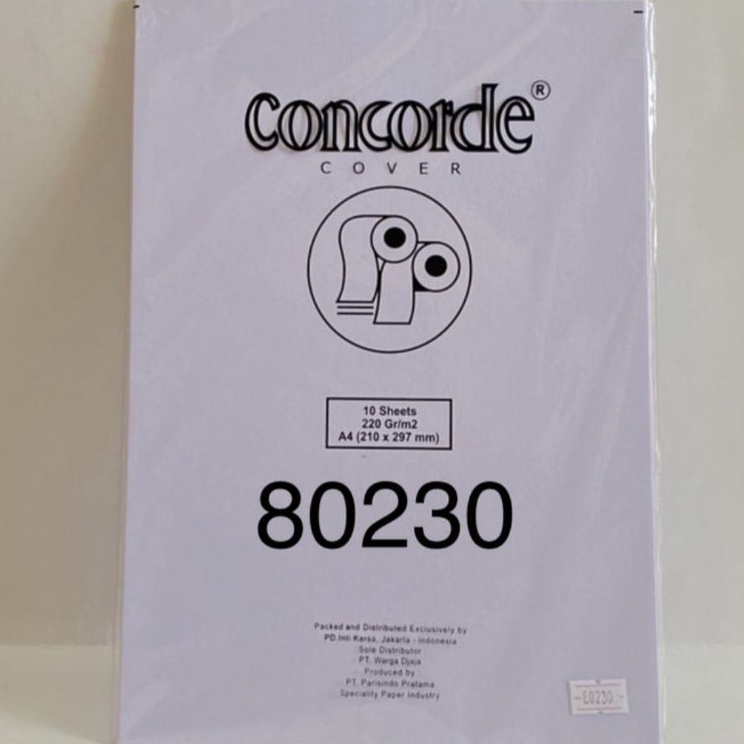 concorde®
COVER
10 Sheets
220 Gr/m2
A4 (210 x 297 mm)
80230
Packed and Distributed Exclusively by
PD.Inti Karsa, Jakarta - Indonesia
Sole Distributor
PT. Warga Djaja
Produced by
PT. Parisindo Pratama
Speciality Paper Industry
-80230-